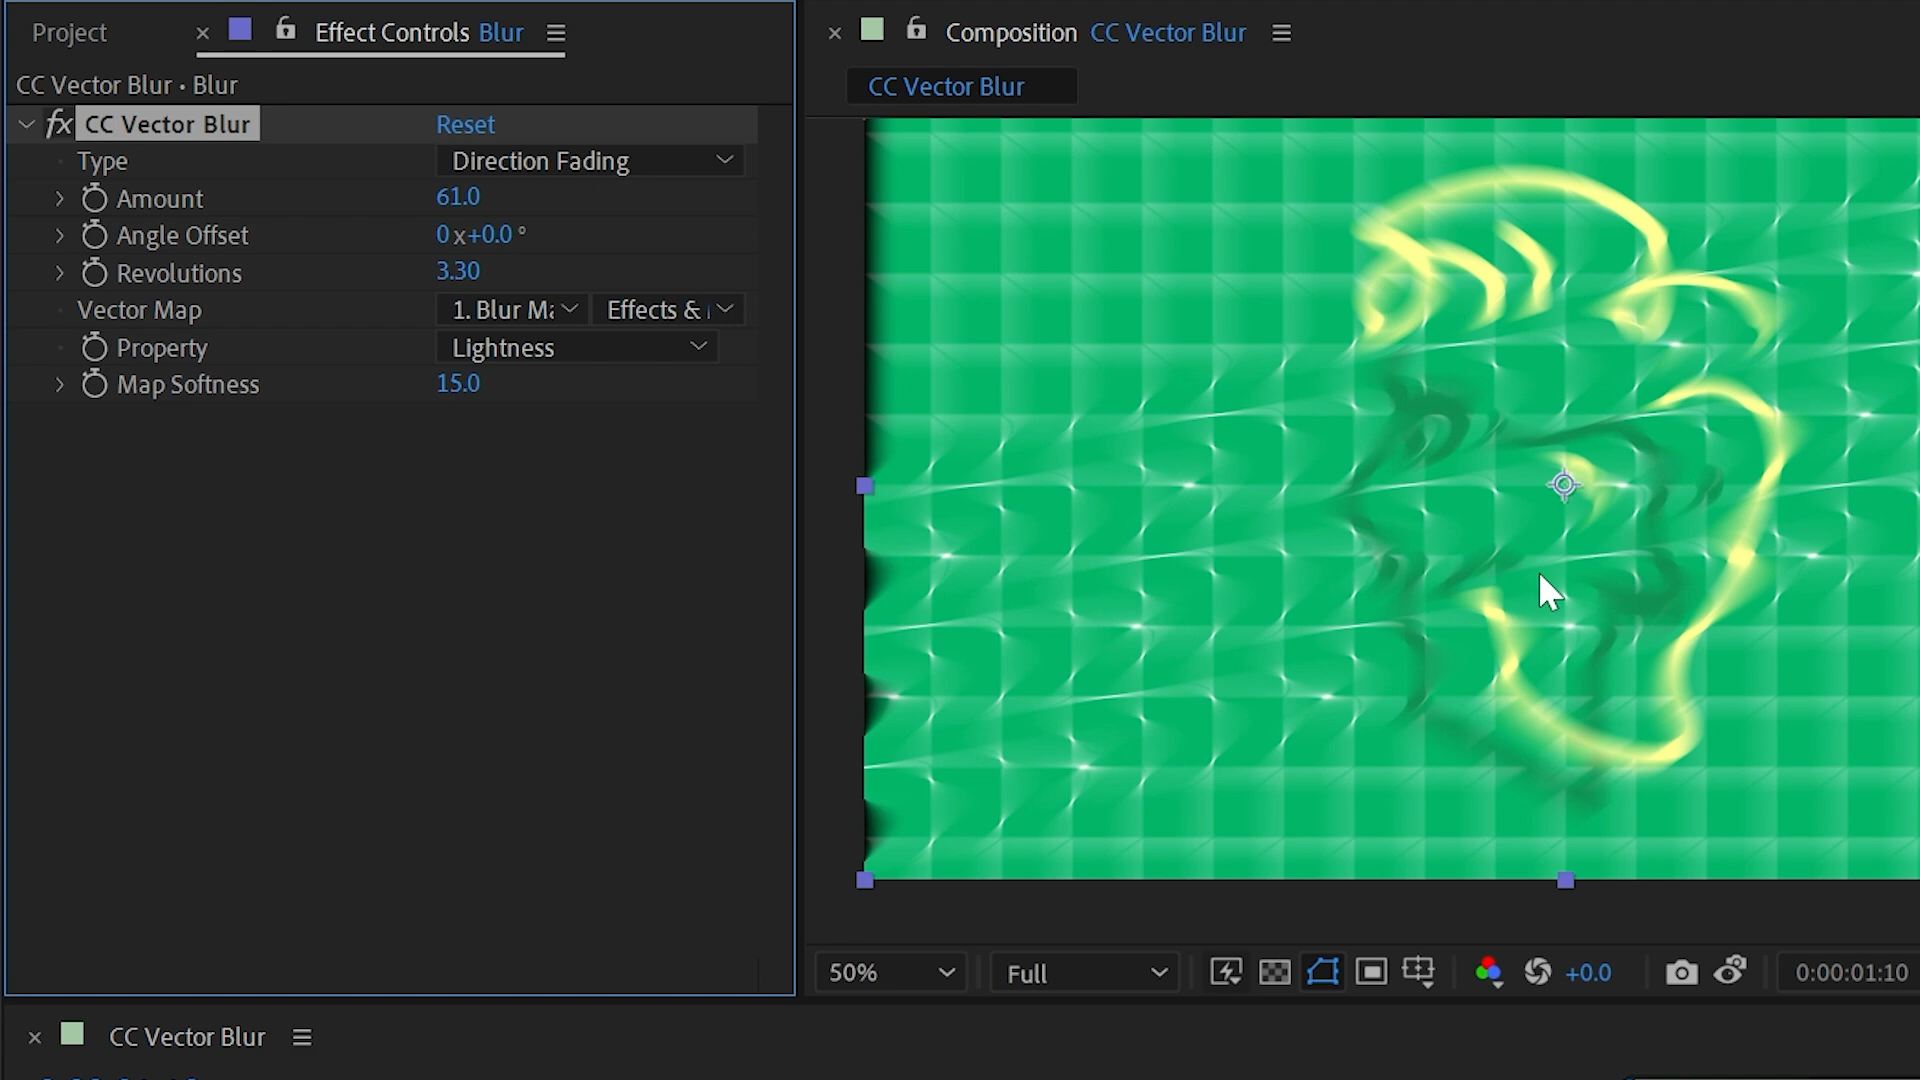 Project
Effect Controls Blur
CC Vector Blur • Blur
fx CC Vector Blur Reset
Type Direction Fading
Amount 61.0
Angle Offset 0x+0.0°
Revolutions 3.30
Vector Map 1. Blur Ma Effects &
Property Lightness
Map Softness 15.0
Composition CC Vector Blur
CC Vector Blur
50% Full +0.0 0:00:01:10
CC Vector Blur